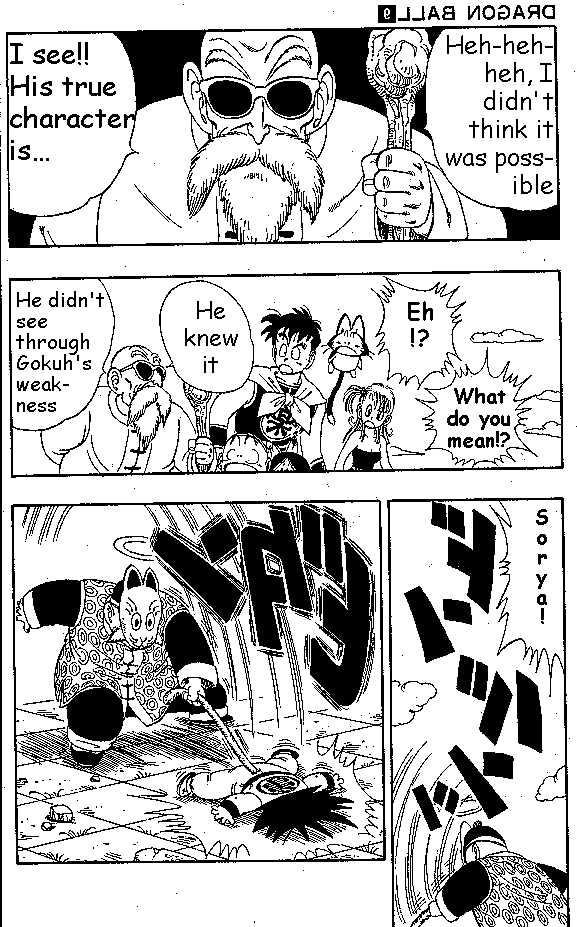 DRAGON BALL 9
I see!!
His true
character
is...
Heh-heh-
heh, I
didn't
think it
was poss-
ible
He didn't
see
through
Gokuh's
weak-
ness
He
knew
it
Eh
!?
What
do you
mean!?
Sorya!